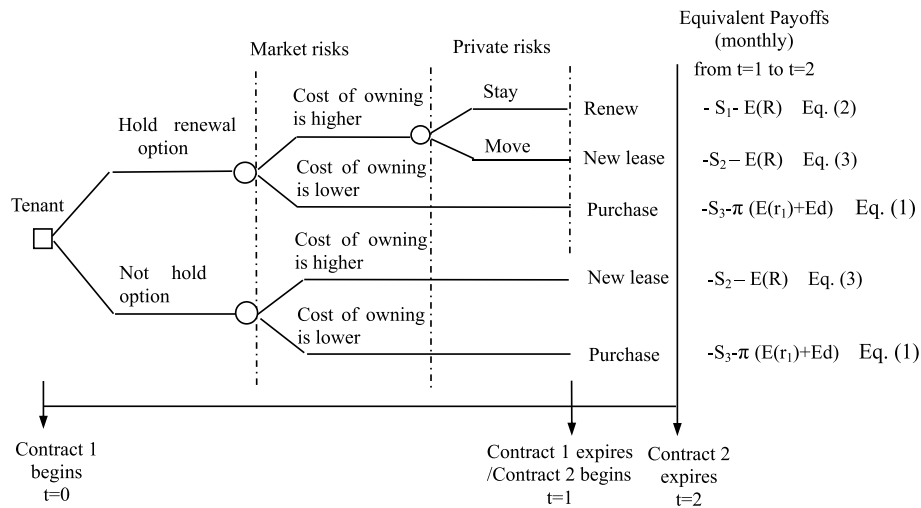 Equivalent Payoffs
(monthly)
from t=1 to t=2
Market risks
Private risks
Tenant
Hold renewal
option
Cost of owning
is higher
Stay
Renew
- S₁- E(R) Eq. (2)
Move
New lease
-S₂– E(R) Eq. (3)
Cost of owning
is lower
Purchase
-S₃-π (E(r₁)+Ed) Eq. (1)
Not hold
option
Cost of owning
is higher
New lease
-S₂– E(R) Eq. (3)
Cost of owning
is lower
Purchase
-S₃-π (E(r₁)+Ed) Eq. (1)
Contract 1
begins
t=0
Contract 1 expires
/Contract 2 begins
t=1
Contract 2
expires
t=2